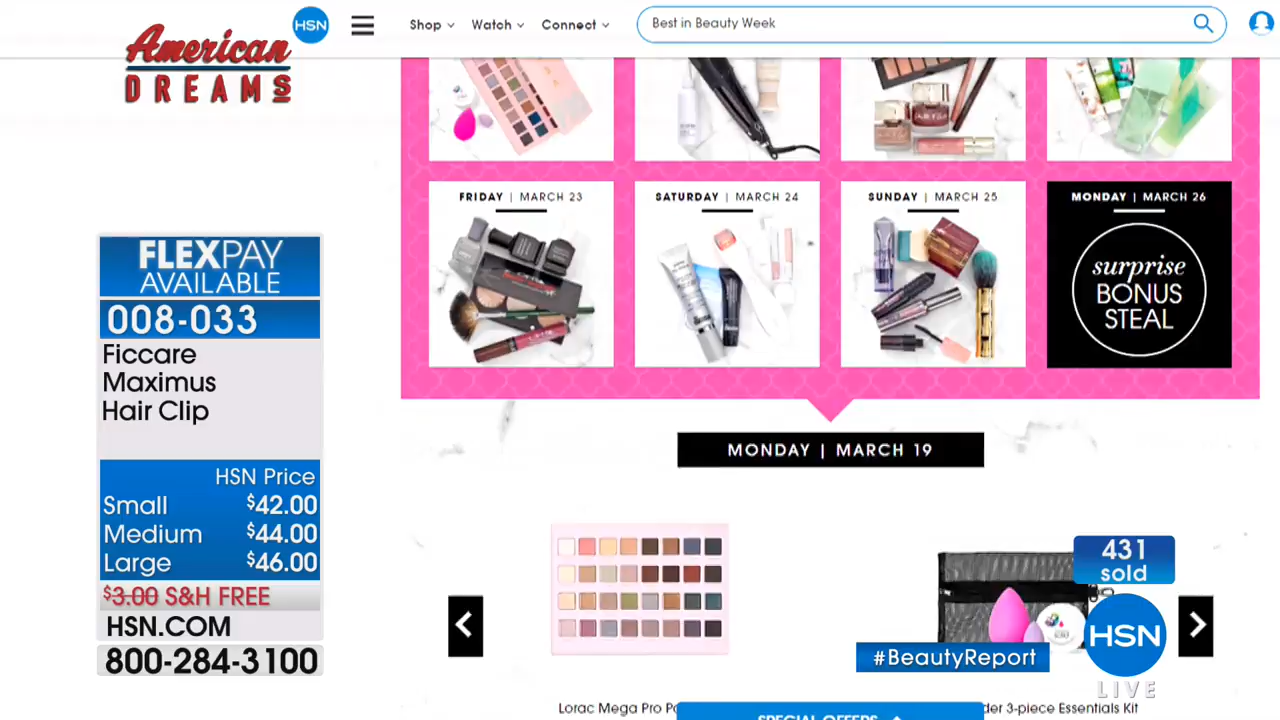 American
DREAMS
HSN
Shop
Watch
Connect
Best in Beauty Week
FRIDAY | MARCH 23
SATURDAY | MARCH 24
SUNDAY | MARCH 25
MONDAY | MARCH 26
surprise
BONUS
STEAL
FLEXPAY
AVAILABLE
008-033
Ficcare
Maximus
Hair Clip
HSN Price
Small $42.00
Medium $44.00
Large $46.00
$3.00 S&H FREE
HSN.COM
800-284-3100
MONDAY | MARCH 19
431
sold
HSN
#BeautyReport
LIVE
Lorac Mega Pro
3-piece Essentials Kit
SPECIAL OFFERS